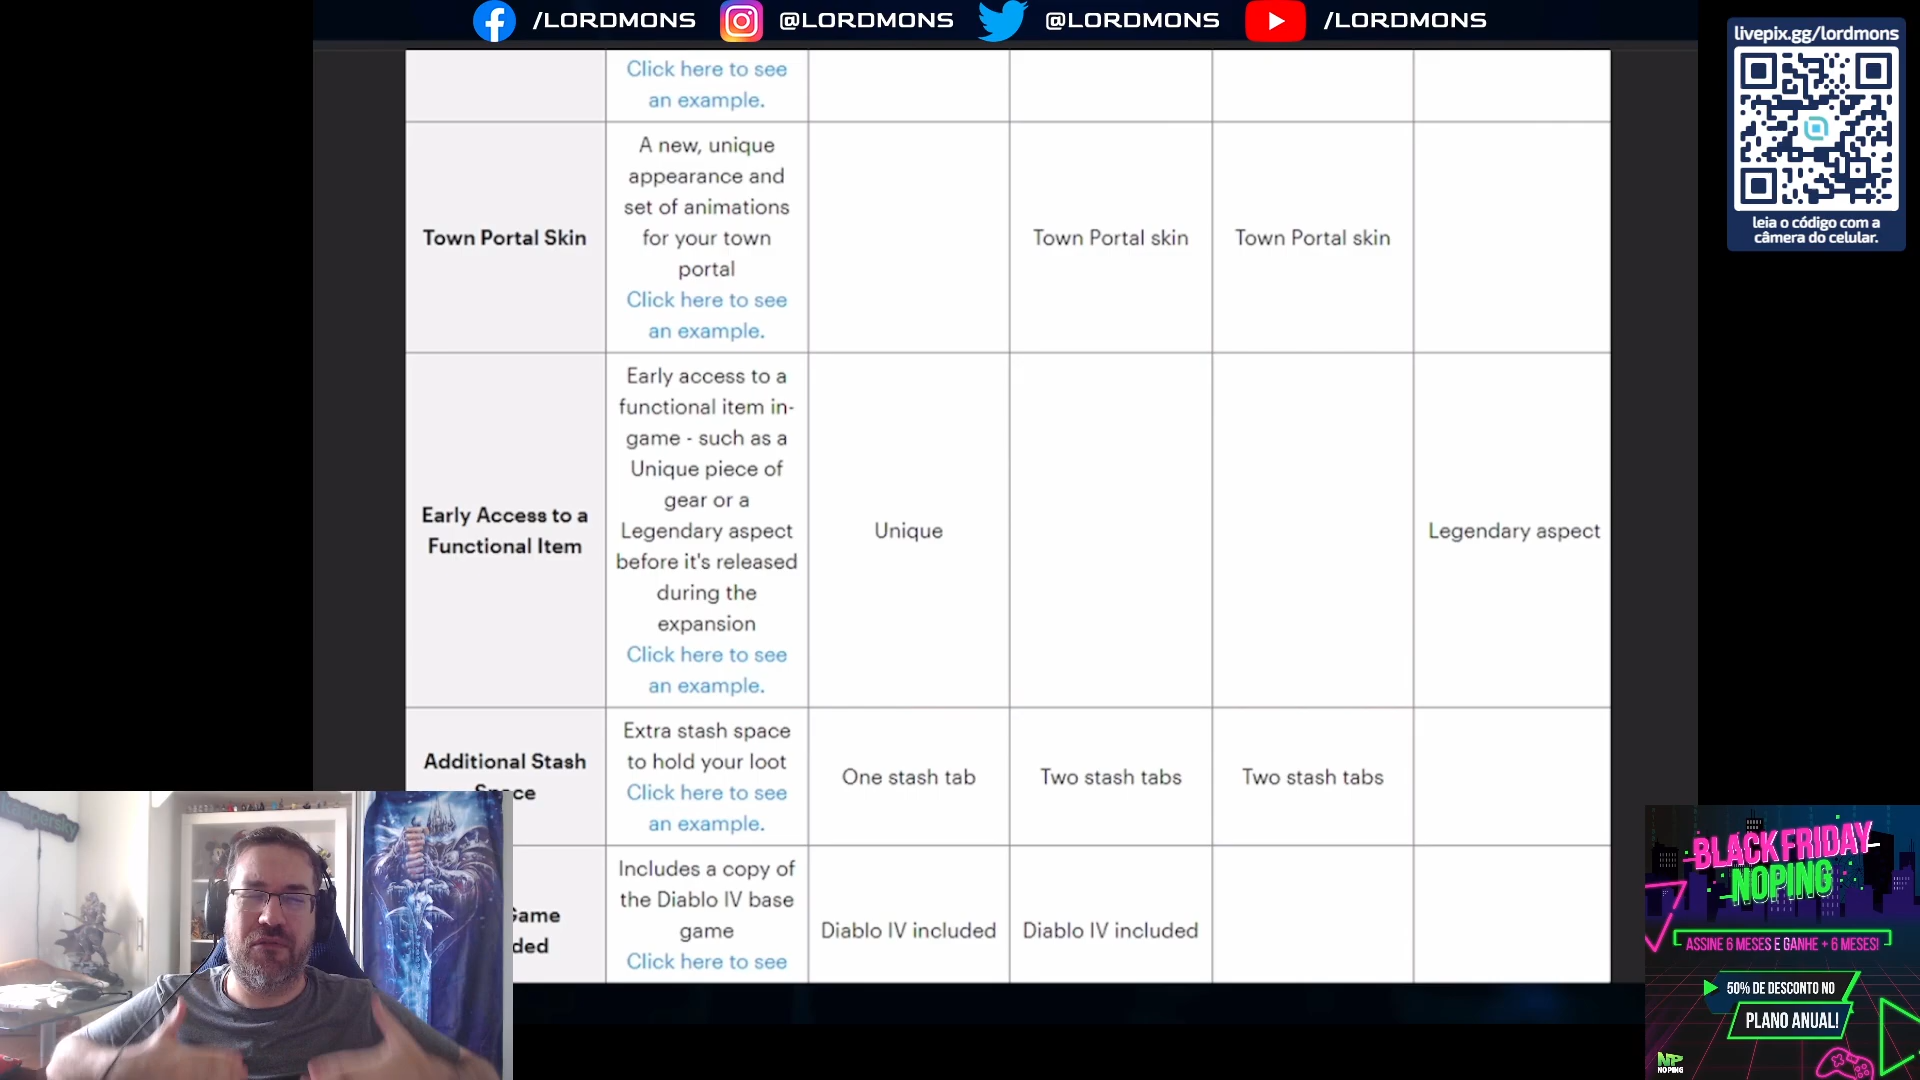 /LORDMONS
@LORDMONS
@LORDMONS
/LORDMONS
livepix.gg/lordmons
leia o código com a
câmera do celular.
Click here to see
an example.
Town Portal Skin
A new, unique
appearance and
set of animations
for your town
portal
Click here to see
an example.
Town Portal skin
Town Portal skin
Early Access to a
Functional Item
Early access to a
functional item in-
game - such as a
Unique piece of
gear or a
Legendary aspect
before it's released
during the
expansion
Click here to see
an example.
Unique
Legendary aspect
Additional Stash
Extra stash space
to hold your loot
Click here to see
an example.
One stash tab
Two stash tabs
Two stash tabs
Includes a copy of
the Diablo IV base
game
Click here to see
Diablo IV included
Diablo IV included
kaspersky
BLACK FRIDAY
NOPING
ASSINE 6 MESES E GANHE + 6 MESES!
50% DE DESCONTO NO
PLANO ANUAL!
NP
NOPING